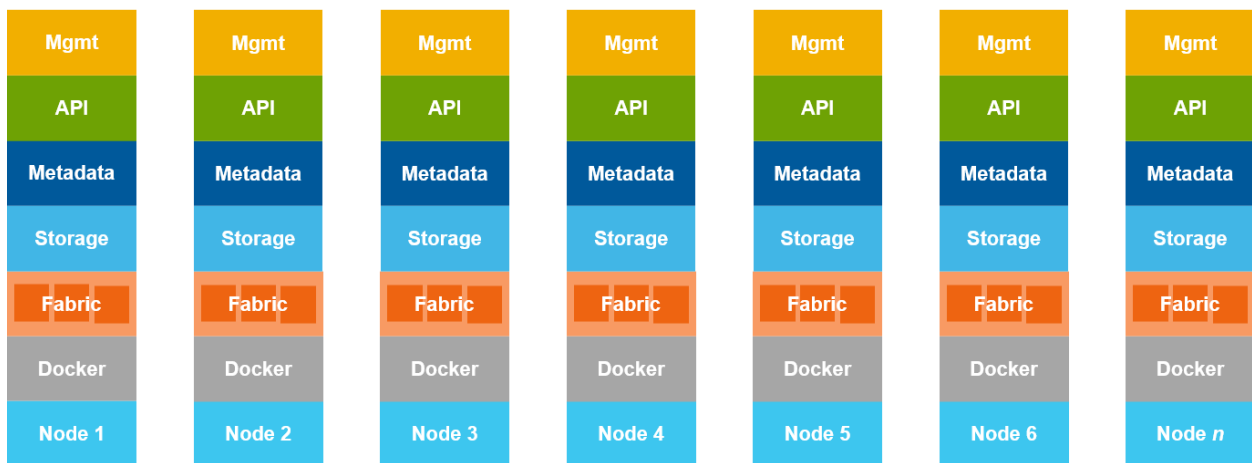 Mgmt Mgmt Mgmt Mgmt Mgmt Mgmt Mgmt
API API API API API API API
Metadata Metadata Metadata Metadata Metadata Metadata Metadata
Storage Storage Storage Storage Storage Storage Storage
Fabric Fabric Fabric Fabric Fabric Fabric Fabric
Docker Docker Docker Docker Docker Docker Docker
Node 1 Node 2 Node 3 Node 4 Node 5 Node 6 Node n